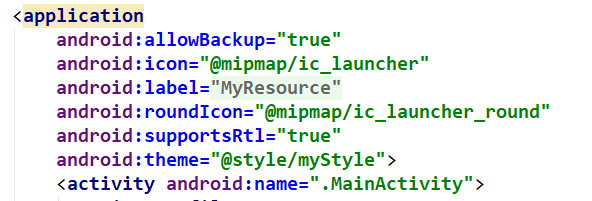 <application
android:allowBackup="true"
android:icon="@mipmap/ic_launcher"
android:label="MyResource"
android:roundIcon="@mipmap/ic_launcher_round"
android:supportsRtl="true"
android:theme="@style/myStyle">
<activity android:name=".MainActivity">